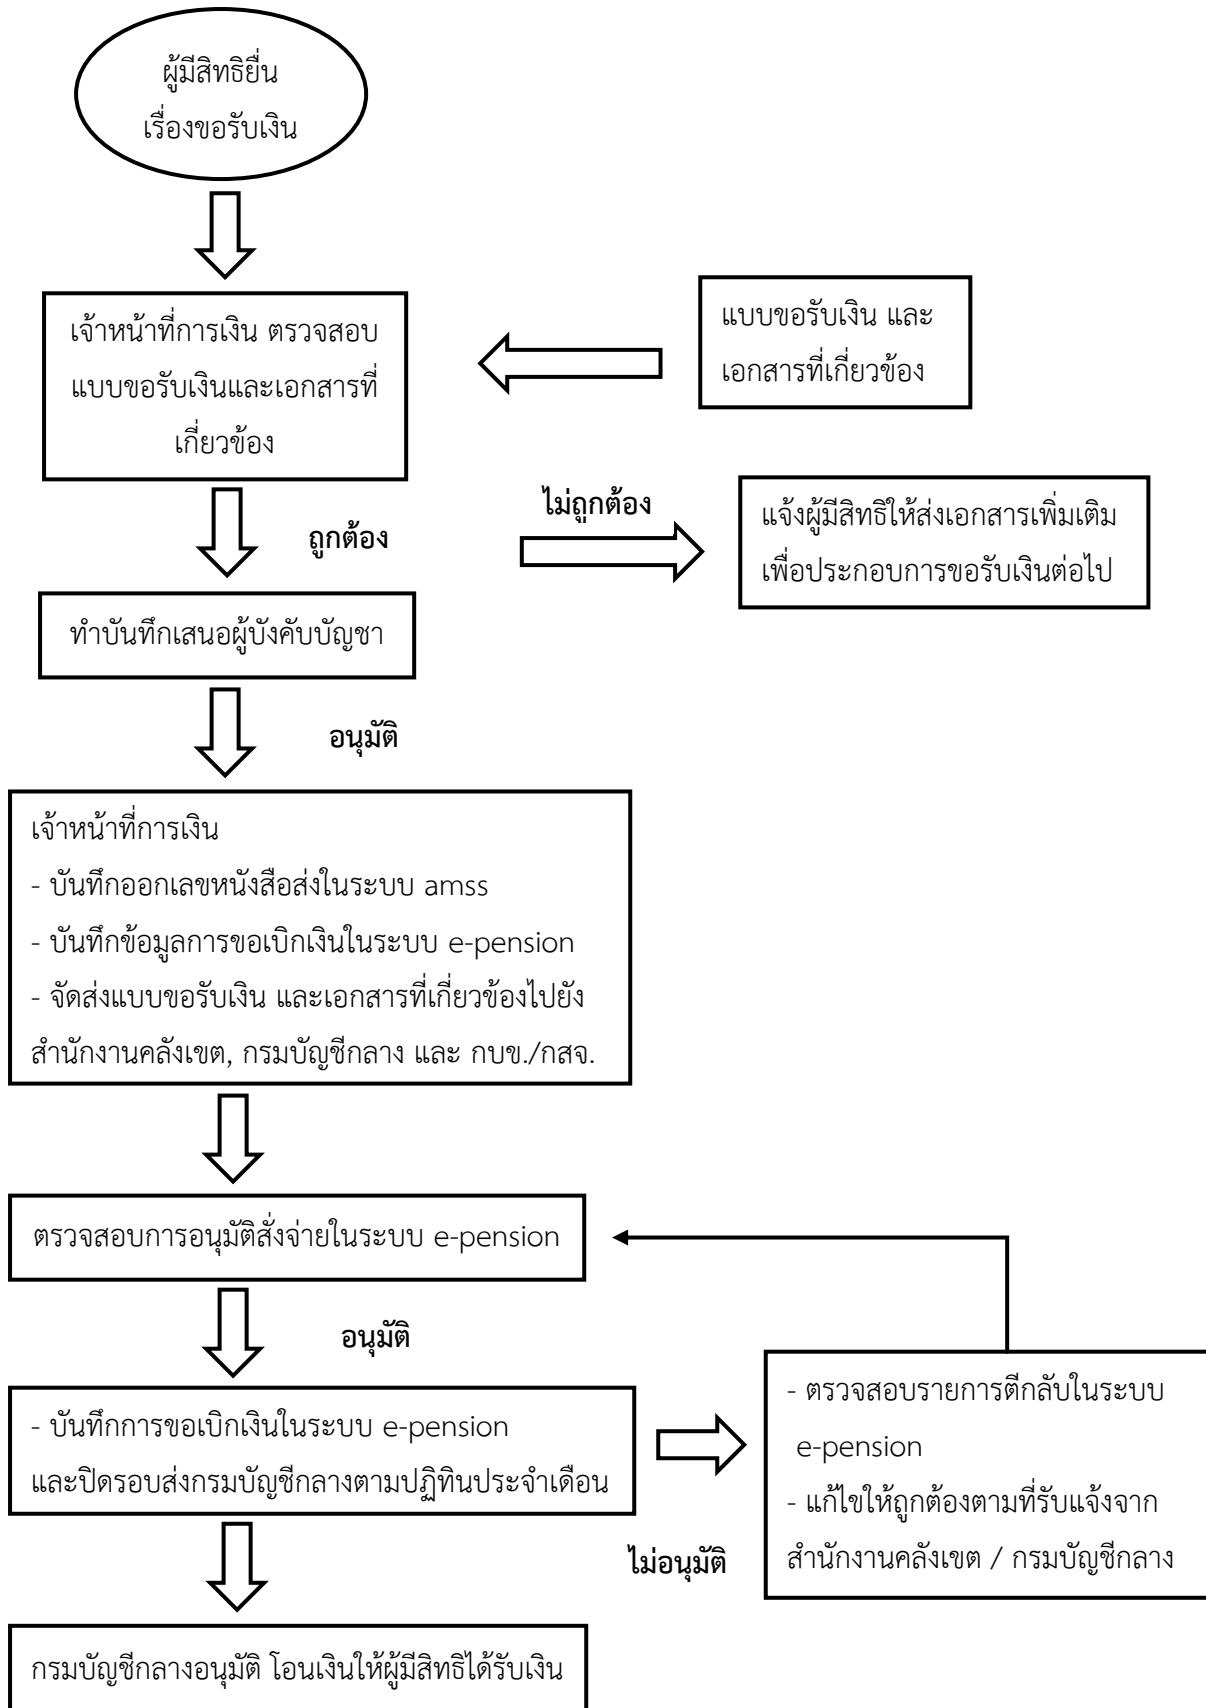 ผู้มีสิทธิยื่น
เรื่องขอรับเงิน
เจ้าหน้าที่การเงิน ตรวจสอบ
แบบขอรับเงินและเอกสารที่
เกี่ยวข้อง
แบบขอรับเงิน และ
เอกสารที่เกี่ยวข้อง
ถูกต้อง
ไม่ถูกต้อง
แจ้งผู้มีสิทธิให้ส่งเอกสารเพิ่มเติม
เพื่อประกอบการขอรับเงินต่อไป
ทำบันทึกเสนอผู้บังคับบัญชา
อนุมัติ
เจ้าหน้าที่การเงิน
- บันทึกออกเลขหนังสือส่งในระบบ amss
- บันทึกข้อมูลการขอเบิกเงินในระบบ e-pension
- จัดส่งแบบขอรับเงิน และเอกสารที่เกี่ยวข้องไปยัง
สำนักงานคลังเขต, กรมบัญชีกลาง และ กบข./กสจ.
ตรวจสอบการอนุมัติสั่งจ่ายในระบบ e-pension
อนุมัติ
- บันทึกการขอเบิกเงินในระบบ e-pension
และปิดรอบส่งกรมบัญชีกลางตามปฏิทินประจำเดือน
ไม่อนุมัติ
- ตรวจสอบรายการตีกลับในระบบ
e-pension
- แก้ไขให้ถูกต้องตามที่รับแจ้งจาก
สำนักงานคลังเขต / กรมบัญชีกลาง
กรมบัญชีกลางอนุมัติ โอนเงินให้ผู้มีสิทธิได้รับเงิน